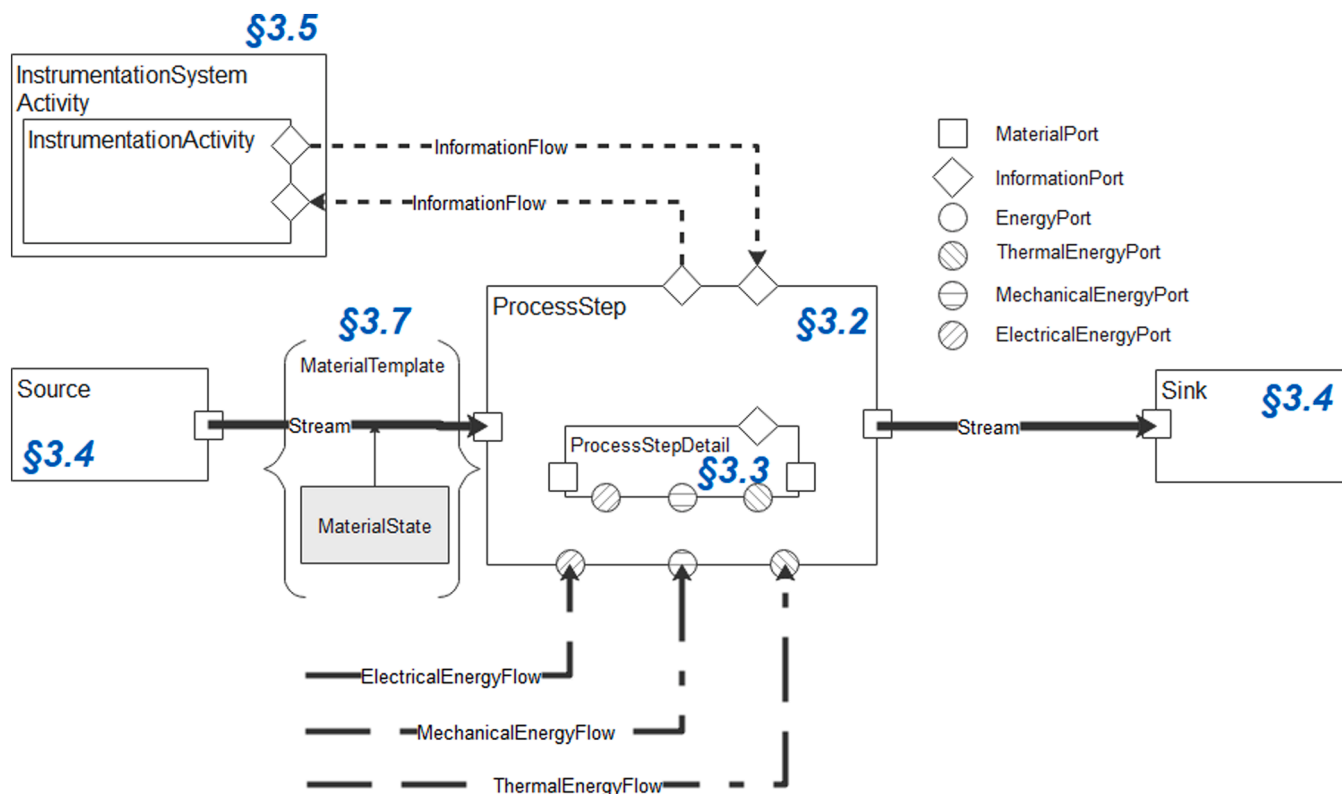 §3.5
InstrumentationSystem
Activity
InstrumentationActivity
InformationFlow
InformationFlow
MaterialPort
InformationPort
EnergyPort
ThermalEnergyPort
MechanicalEnergyPort
ElectricalEnergyPort
§3.7
MaterialTemplate
ProcessStep
§3.2
Source
§3.4
Stream
MaterialState
ProcessStepDetail
§3.3
Stream
Sink
§3.4
ElectricalEnergyFlow
MechanicalEnergyFlow
ThermalEnergyFlow